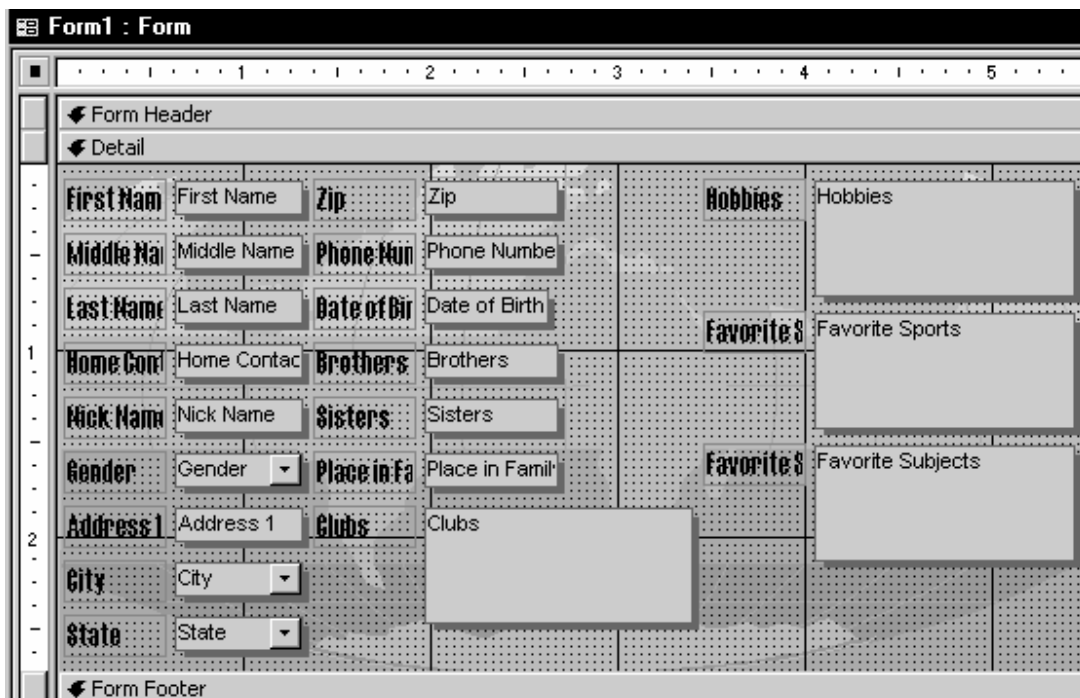 Form1 : Form
1 2 3 4 5
Form Header
Detail
First Nam First Name Zip Zip Hobbies Hobbies
Middle Na Middle Name Phone Nun Phone Numbe
Last Name Last Name Date of Bir Date of Birth
Favorite S Favorite Sports
1
Home Cont Home Contac Brothers Brothers
Nick Name Nick Name Sisters Sisters
Gender Gender Place in Fa Place in Famil Favorite S Favorite Subjects
Address 1 Address 1 Clubs Clubs
2
City City
State State
Form Footer